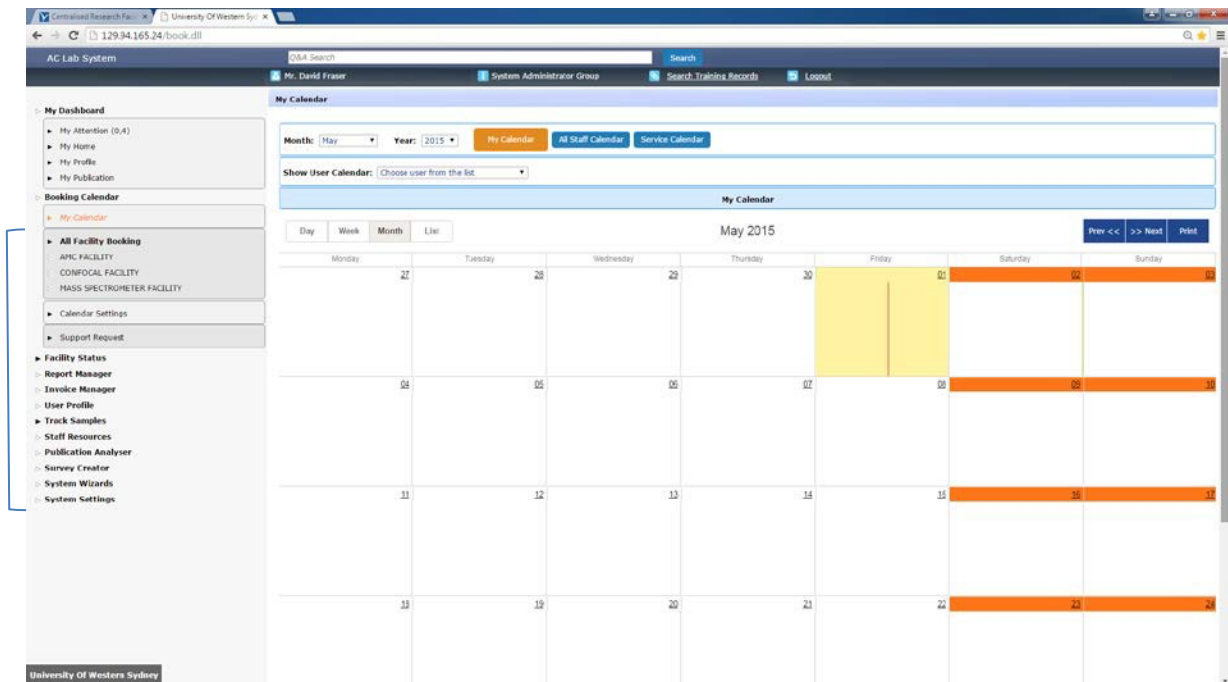 Centralised Research Fac
University Of Western Sy
129.94.165.24/book.dll
AC Lab System
Q&A Search
Search
Mr. David Fraser
System Administrator Group
Search Training Records
Logout
My Calendar
My Dashboard
My Attention (0,4)
My Home
My Profile
My Publication
Booking Calendar
My Calendar
All Facility Booking
AMC FACILITY
CONFOCAL FACILITY
MASS SPECTROMETER FACILITY
Calendar Settings
Support Request
Facility Status
Report Manager
Invoice Manager
User Profile
Track Samples
Staff Resources
Publication Analyser
Survey Creator
System Wizards
System Settings
Month: May Year: 2015 My Calendar All Staff Calendar Service Calendar
Show User Calendar: Choose user from the list
My Calendar
Day Week Month List
May 2015
Prev << >> Next Print
Monday Tuesday Wednesday Thursday Friday Saturday Sunday
27 28 29 30 01 02 03
04 05 06 07 08 09 10
11 12 13 14 15 16 17
18 19 20 21 22 23 24
University Of Western Sydney